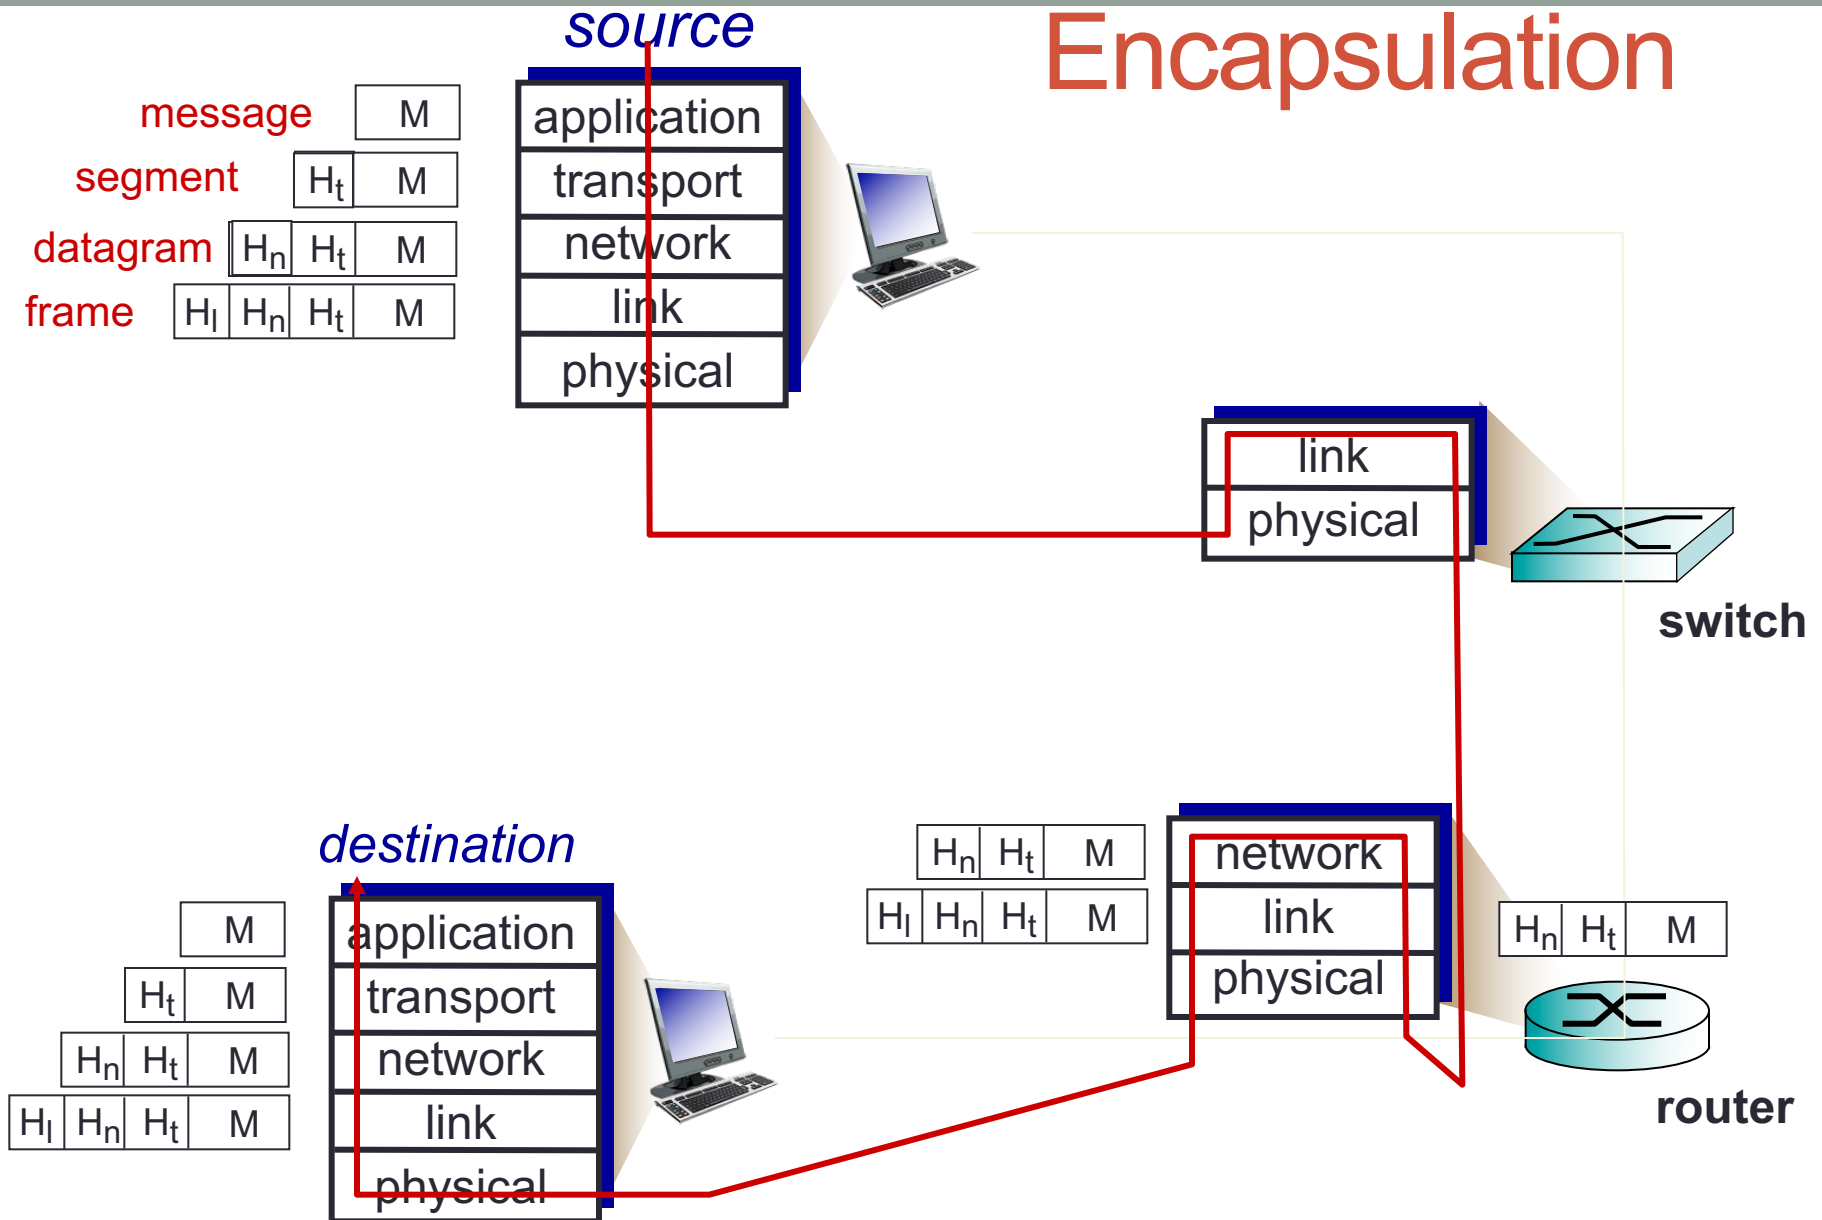 source
Encapsulation
message M
segment Ht M
datagram Hn Ht M
frame Hl Hn Ht M
application
transport
network
link
physical
link
physical
switch
destination
M
Ht M
Hn Ht M
Hl Hn Ht M
application
transport
network
link
physical
Hn Ht M
Hl Hn Ht M
network
link
physical
Hn Ht M
router